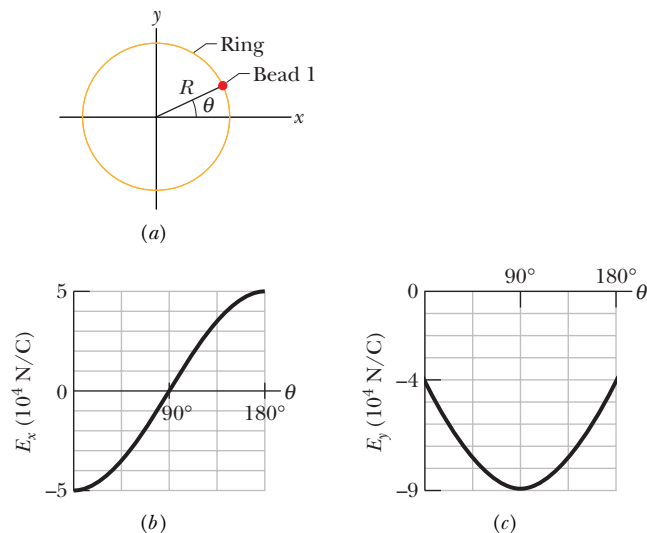 y
Ring
Bead 1
R
θ
x
(a)
5
0
–5
90°
180°
θ
Ex (10⁴ N/C)
(b)
90°
180°
0
θ
–4
–9
Ey (10⁴ N/C)
(c)